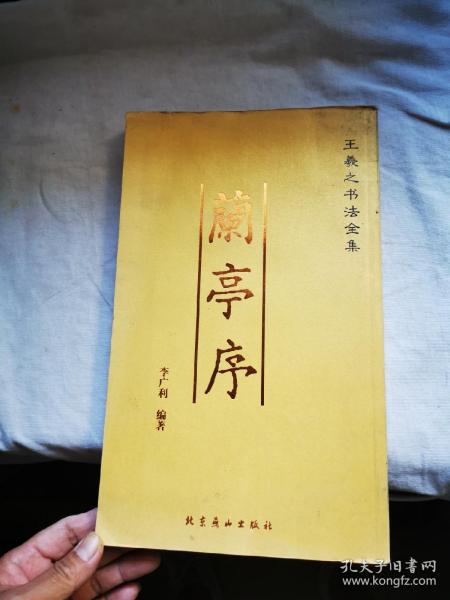 王羲之书法全集
蘭亭序
李广利 编著
北京燕山出版社
孔夫子旧书网
www.kongfz.com